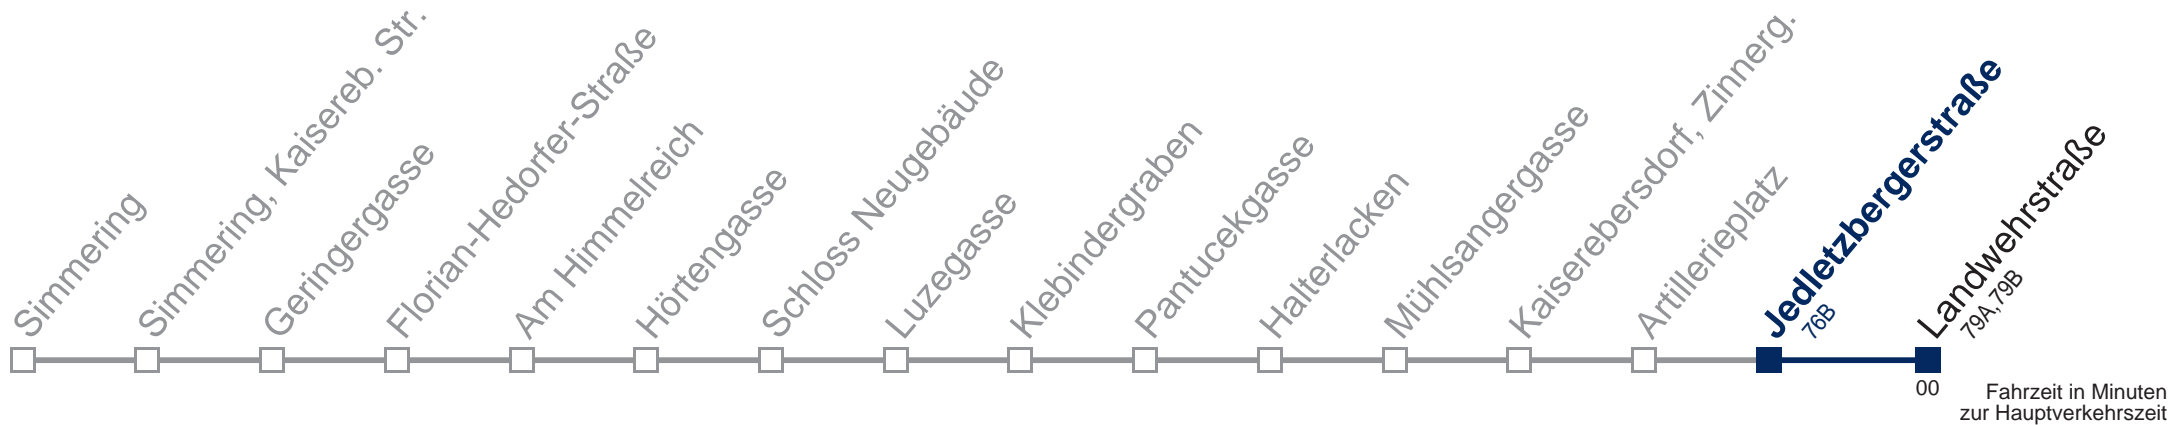 Simmering
Simmering, Kaisereb. Str.
Geringergasse
Florian-Hedorfer-Straße
Am Himmelreich
Hörtengasse
Schloss Neugebäude
Luzegasse
Klebindergraben
Pantucekgasse
Halterlacken
Mühlsangergasse
Kaiserebersdorf, Zinnerg.
Artillerieplatz
Jedletzbergerstraße
76B
Landwehrstraße
79A,79B
00
Fahrzeit in Minuten
zur Hauptverkehrszeit